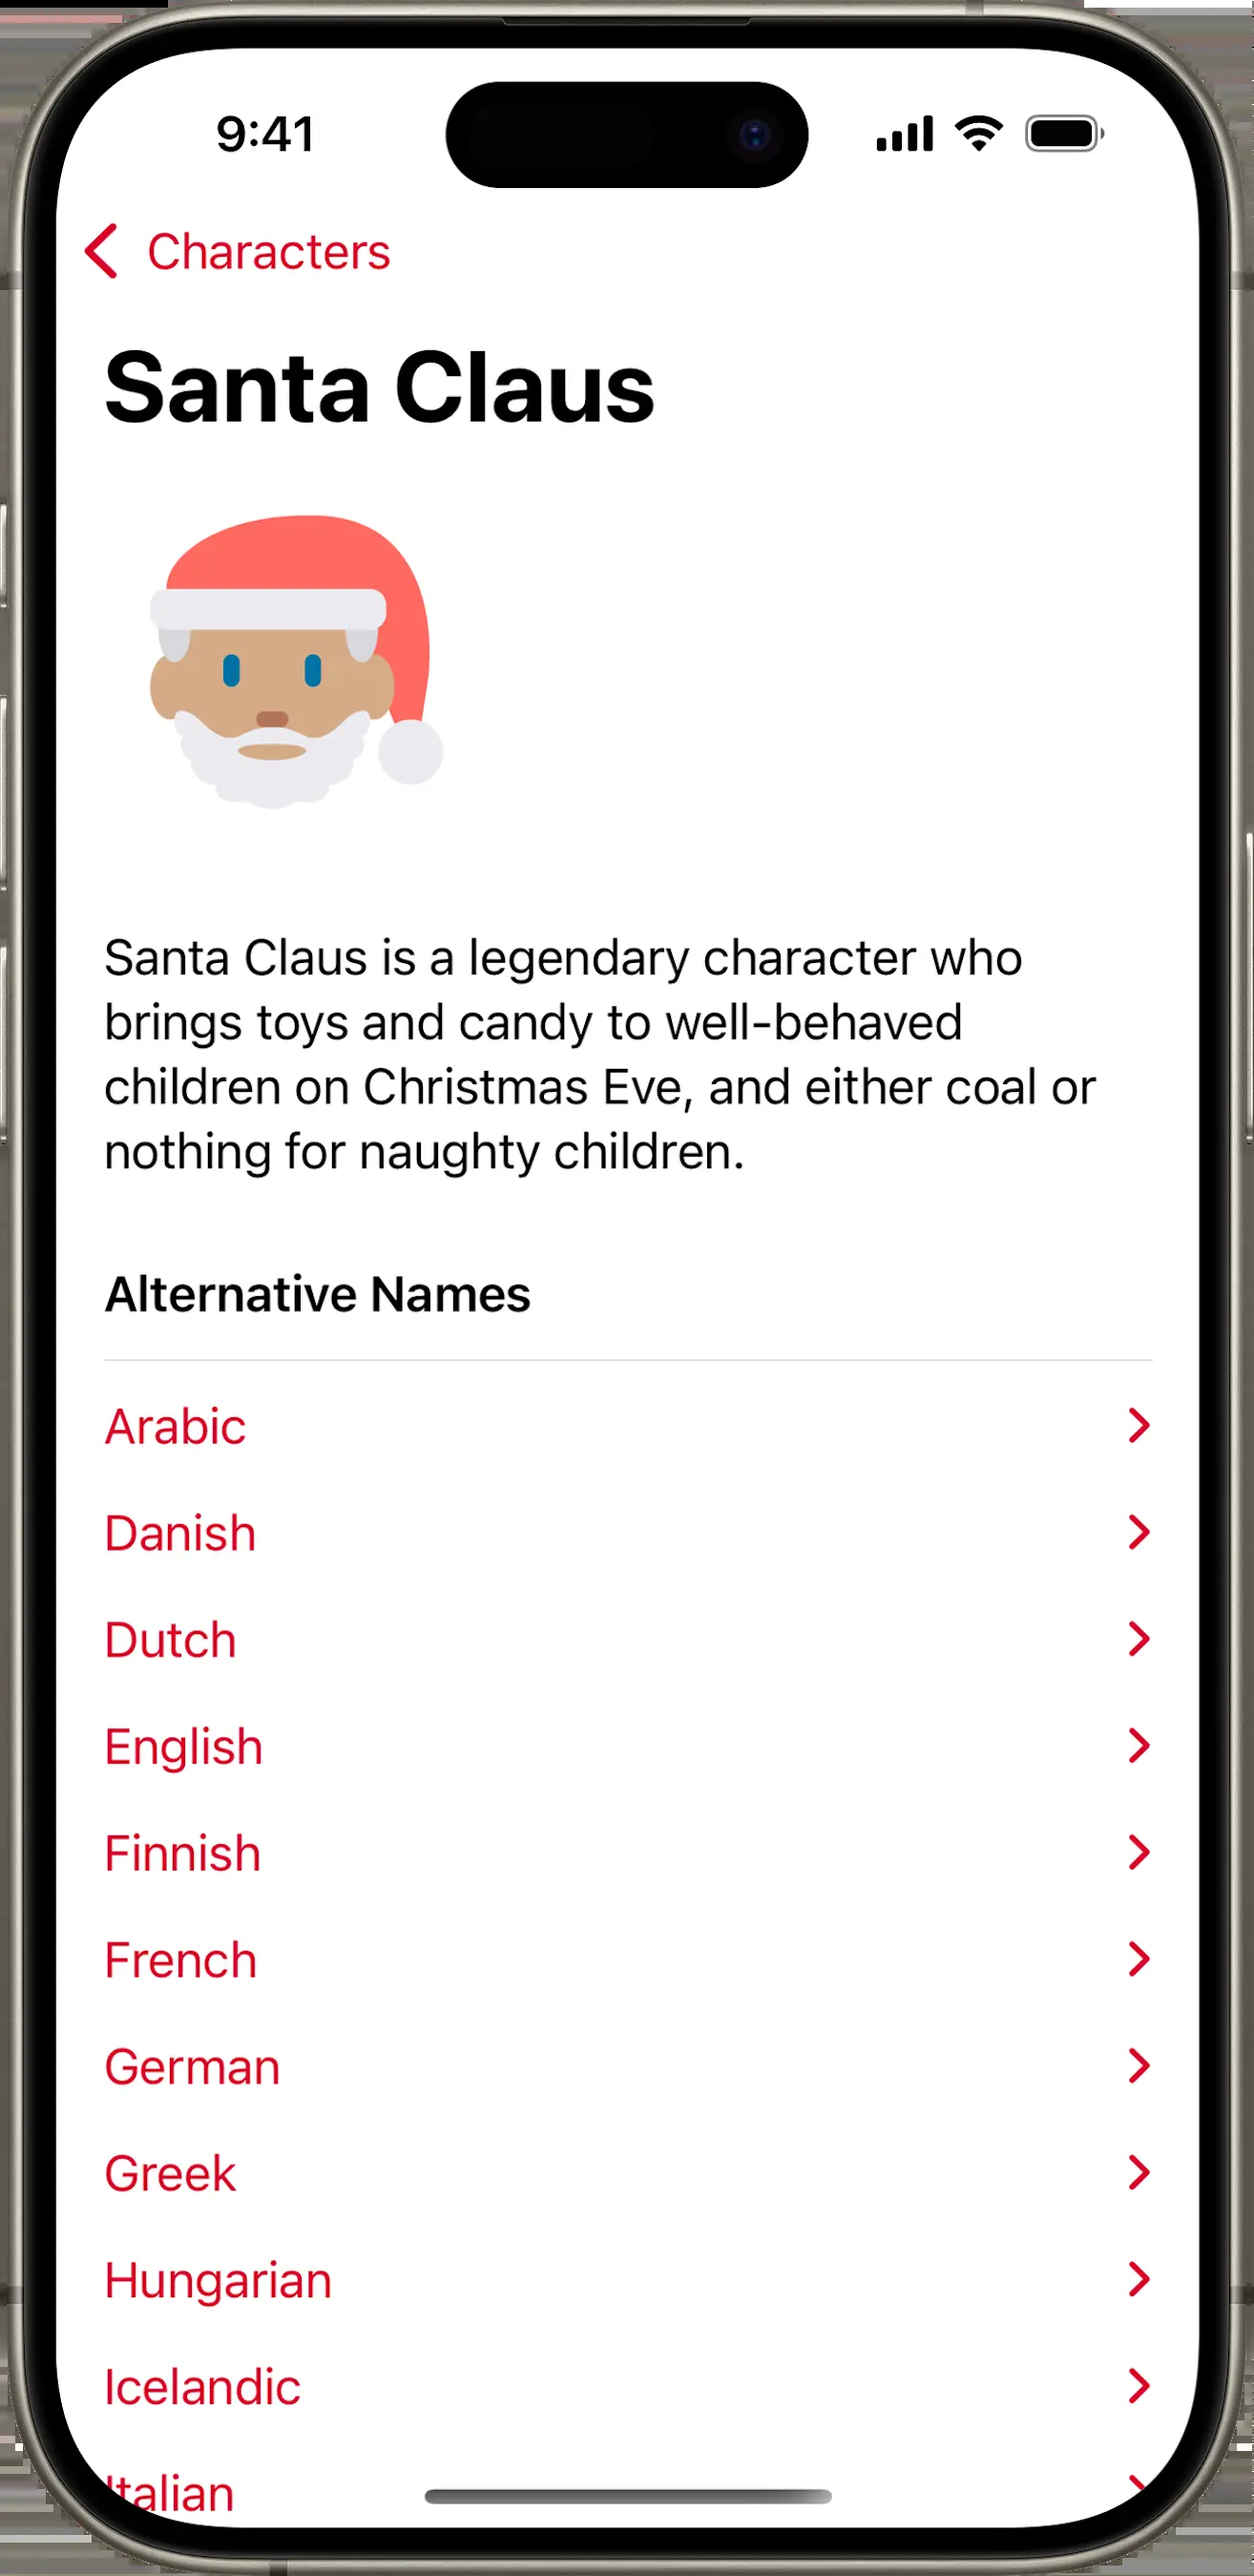 9:41
Characters
Santa Claus
Santa Claus is a legendary character who
brings toys and candy to well-behaved
children on Christmas Eve, and either coal or
nothing for naughty children.
Alternative Names
Arabic
Danish
Dutch
English
Finnish
French
German
Greek
Hungarian
Icelandic
Italian